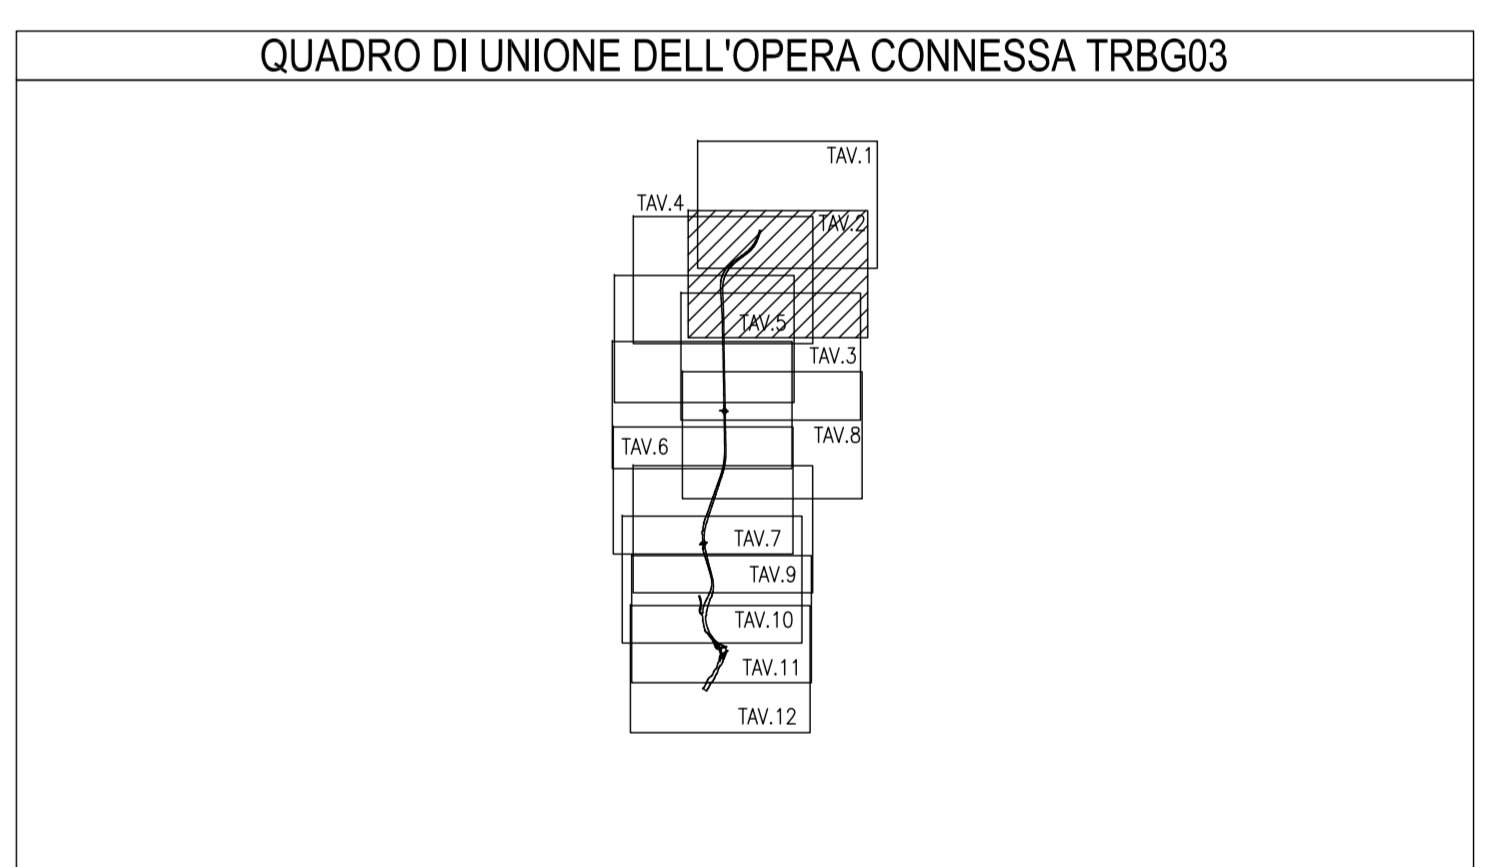 QUADRO DI UNIONE DELL'OPERA CONNESSA TRBG03
TAV.1
TAV.4
TAV.2
TAV.5
TAV.3
TAV.8
TAV.6
TAV.7
TAV.9
TAV.10
TAV.11
TAV.12